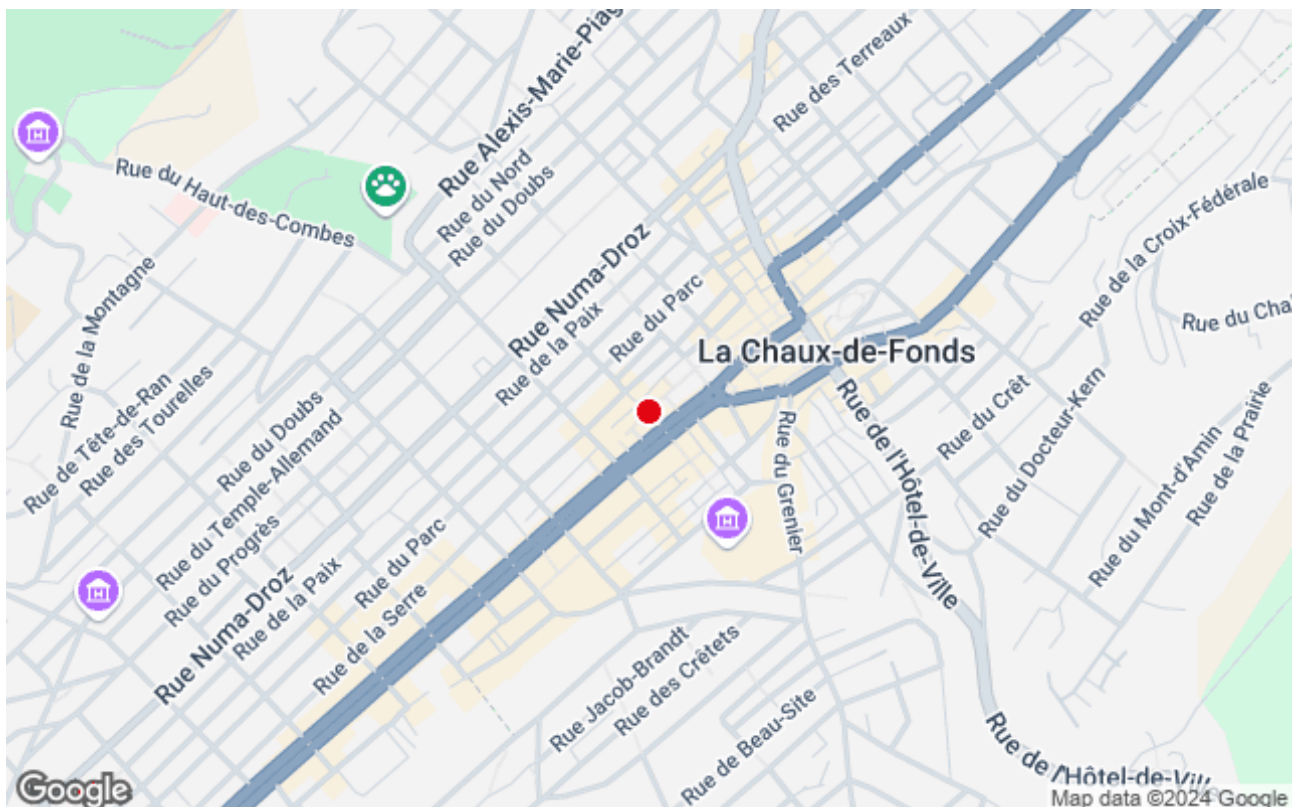 Rue Alexis-Marie-Piag
Rue des Terreaux
Rue du Nord
Rue du Doubs
Rue du Haut-des-Combes
Rue de la Croix-Fédérale
Rue Numa-Droz
Rue de la Paix
Rue du Parc
Rue de la Montagne
Rue du Cha
La Chaux-de-Fonds
Rue de Tête-de-Ran
Rue des Tourelles
Rue du Doubs
Rue du Temple-Allemand
Rue du Progrès
Rue du Grenier
Rue de l'Hôtel-de-Ville
Rue du Crêt
Rue du Docteur-Kern
Rue du Mont-d'Amin
Rue de la Prairie
Rue Numa-Droz
Rue de la Paix
Rue du Parc
Rue de la Serre
Rue Jacob-Brandt
Rue des Crêtets
Rue de Beau-Site
Rue de l'Hôtel-de-Vill
Google
Map data ©2024 Google